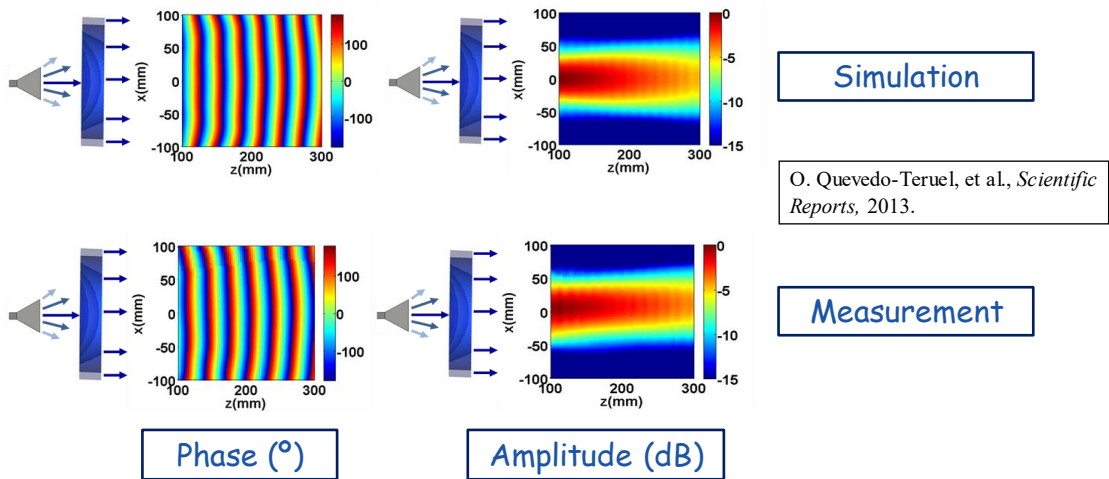 100
50
0
-50
-100
x(mm)
100 200 300
z(mm)
100
0
-100
100
50
0
-50
-100
x(mm)
100 200 300
z(mm)
0
-5
-10
-15
Simulation
O. Quevedo-Teruel, et al., Scientific
Reports, 2013.
100
50
0
-50
-100
x(mm)
100 200 300
z(mm)
100
0
-100
100
50
0
-50
-100
x(mm)
100 200 300
z(mm)
0
-5
-10
-15
Measurement
Phase (º)
Amplitude (dB)